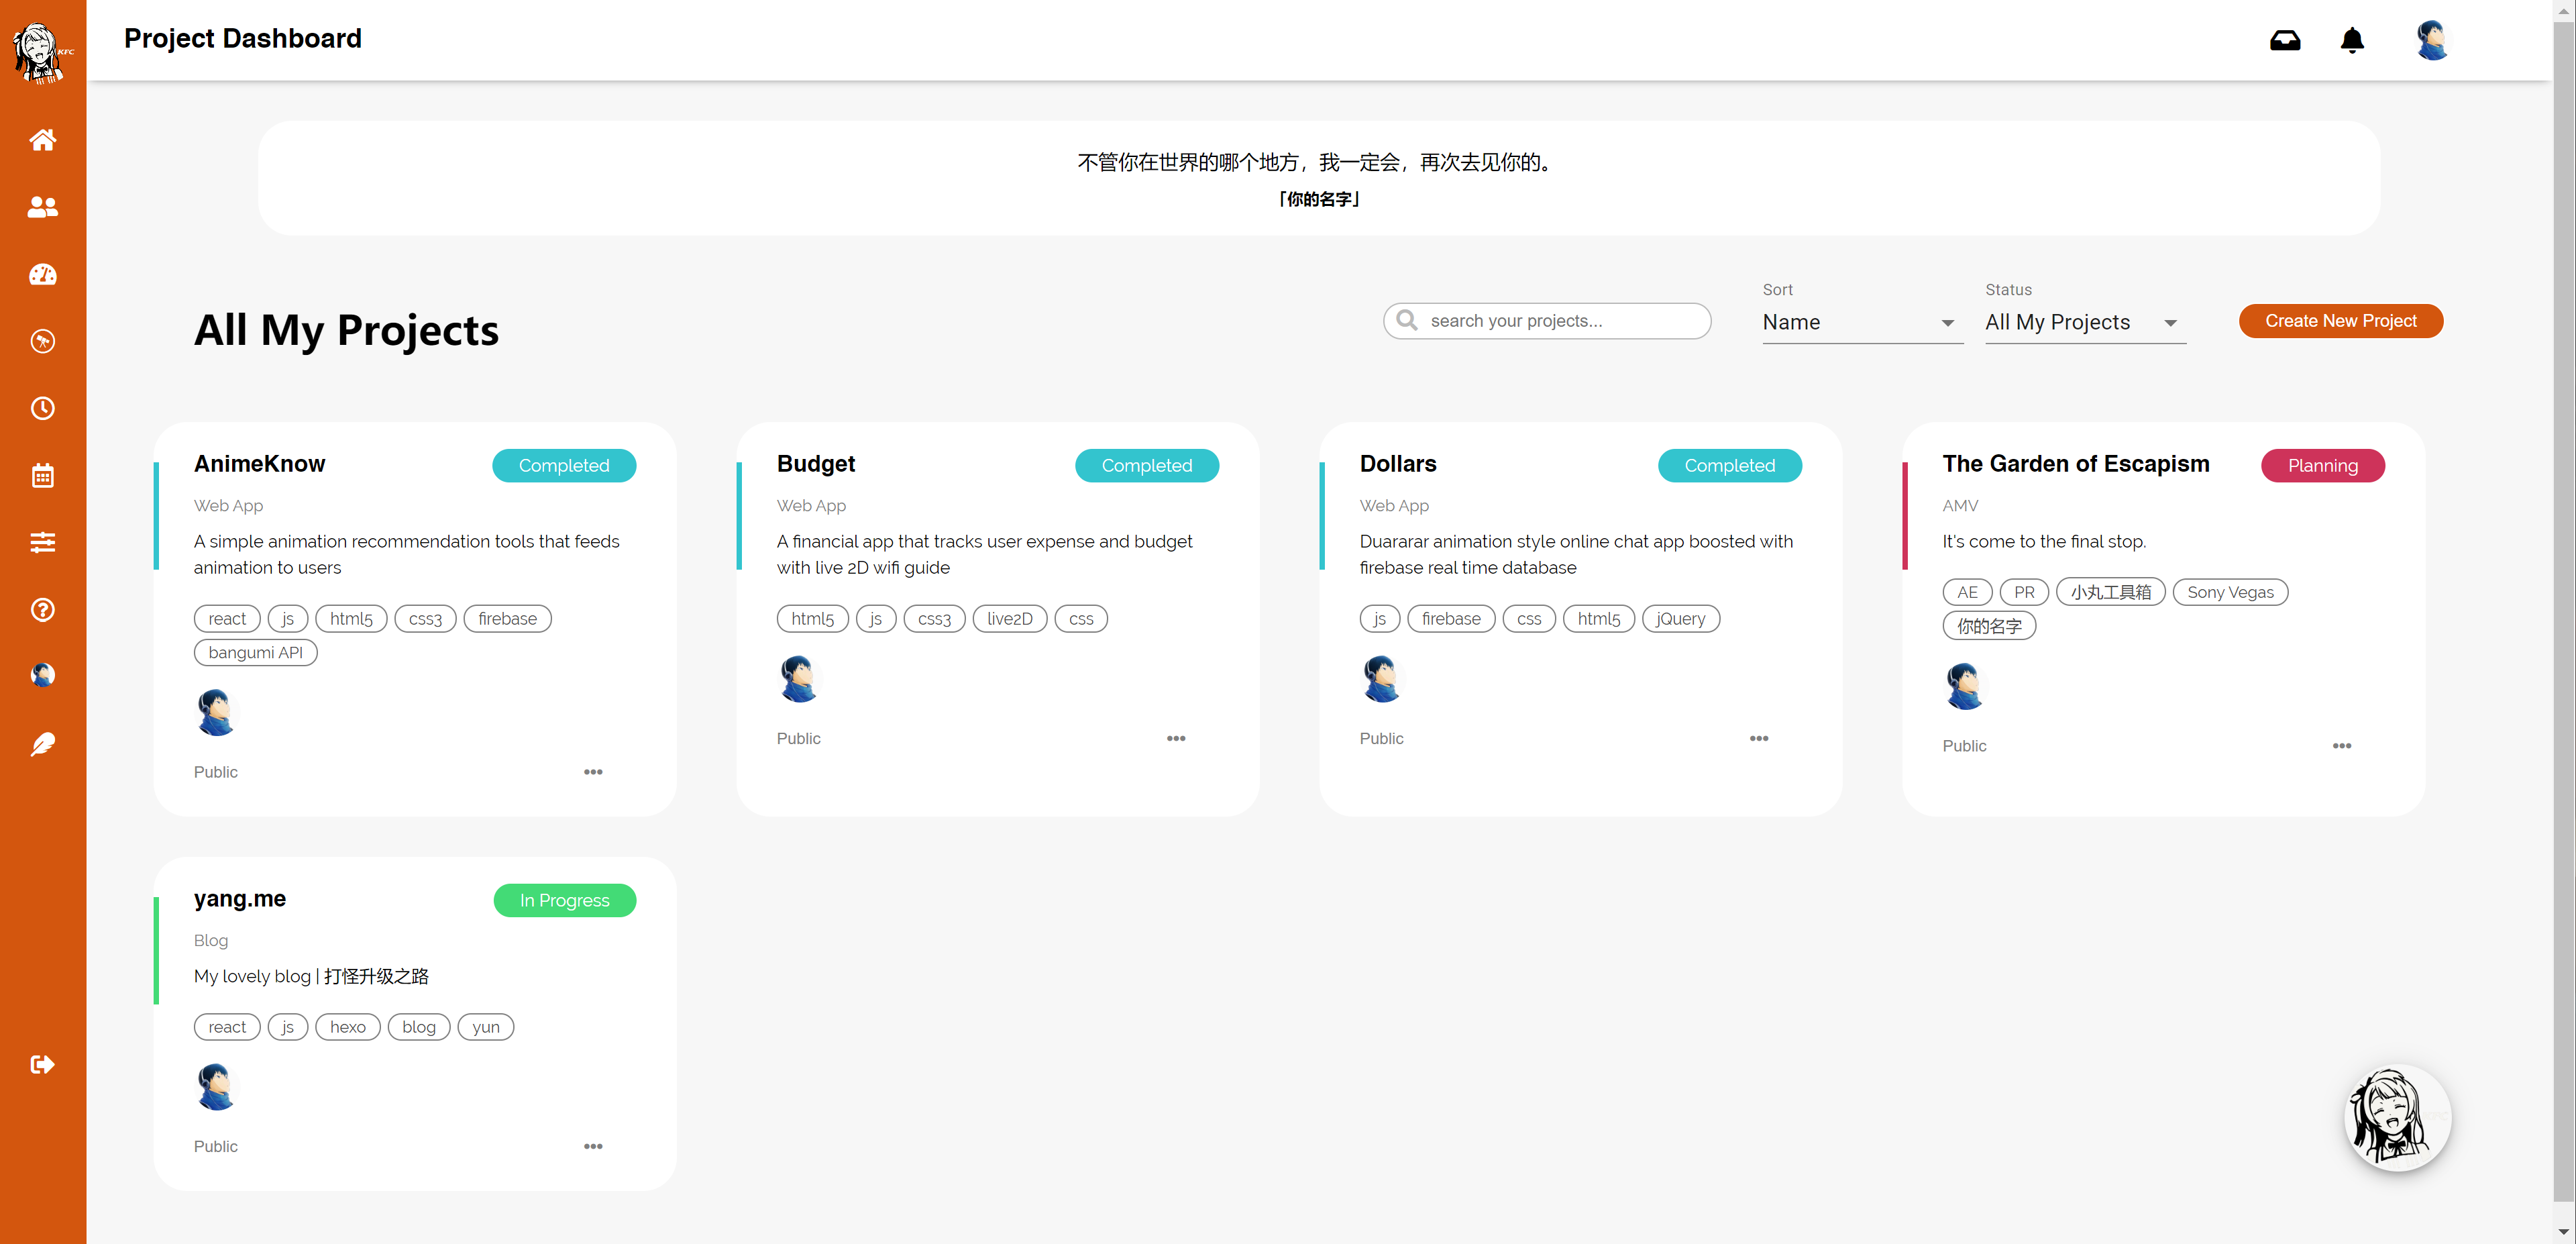 KFC
Project Dashboard
不管你在世界的哪个地方，我一定会，再次去见你的。
「你的名字」
All My Projects
search your projects...
Sort
Name
Status
All My Projects
Create New Project
AnimeKnow
Completed
Web App
A simple animation recommendation tools that feeds
animation to users
react js html5 css3 firebase
bangumi API
Public
Budget
Completed
Web App
A financial app that tracks user expense and budget
with live 2D wifi guide
html5 js css3 live2D css
Public
Dollars
Completed
Web App
Duararar animation style online chat app boosted with
firebase real time database
js firebase css html5 jQuery
Public
The Garden of Escapism
Planning
AMV
It's come to the final stop.
AE PR 小丸工具箱 Sony Vegas
你的名字
Public
yang.me
In Progress
Blog
My lovely blog | 打怪升级之路
react js hexo blog yun
Public